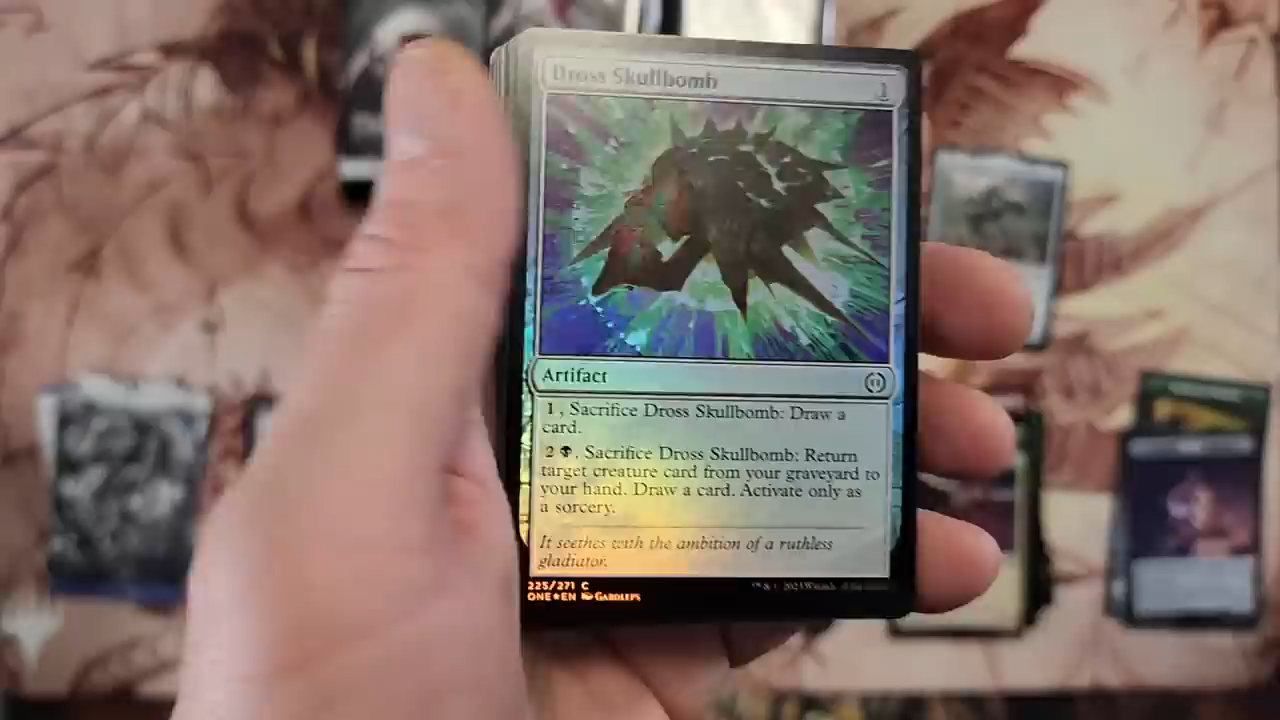 Dross Skullbomb
1
Artifact
1, Sacrifice Dross Skullbomb: Draw a
card.
2, Sacrifice Dross Skullbomb: Return
target creature card from your graveyard to
your hand. Draw a card. Activate only as
a sorcery.
It seethes with the ambition of a ruthless
gladiator.
225/271 C
ONE★EN Gabolеps